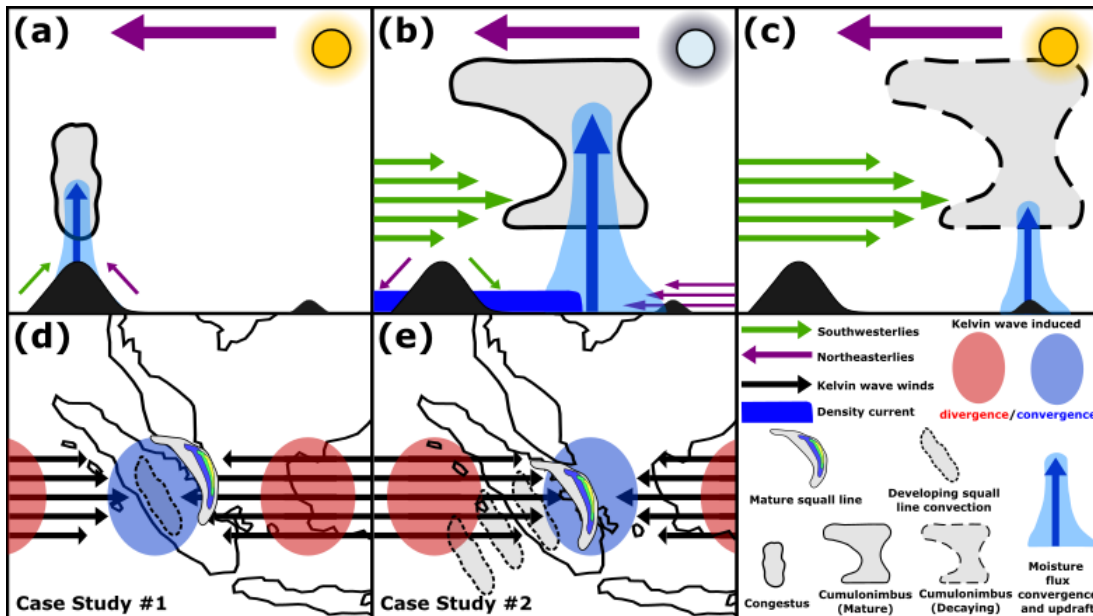 (a)
(b)
(c)
(d)
Case Study #1
(e)
Case Study #2
Southwesterlies
Northeasterlies
Kelvin wave winds
Density current
Kelvin wave induced
divergence/convergence
Mature squall line
Developing squall
line convection
Congestus
Cumulonimbus
(Mature)
Cumulonimbus
(Decaying)
Moisture
flux
convergence
and updraft